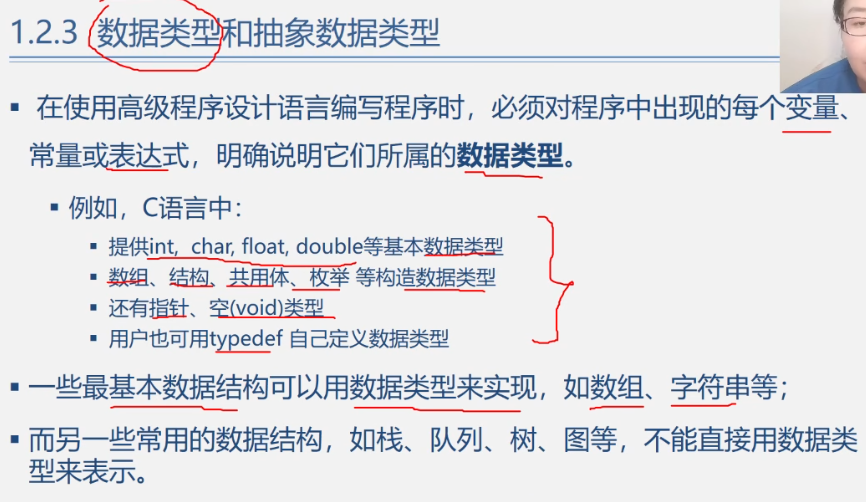 1.2.3 数据类型和抽象数据类型
▪ 在使用高级程序设计语言编写程序时，必须对程序中出现的每个变量、
常量或表达式，明确说明它们所属的数据类型。
▪ 例如，C语言中：
▪ 提供int, char, float, double等基本数据类型
▪ 数组、结构、共用体、枚举 等构造数据类型
▪ 还有指针、空(void)类型
▪ 用户也可用typedef 自己定义数据类型
▪ 一些最基本数据结构可以用数据类型来实现，如数组、字符串等；
▪ 而另一些常用的数据结构，如栈、队列、树、图等，不能直接用数据类
型来表示。